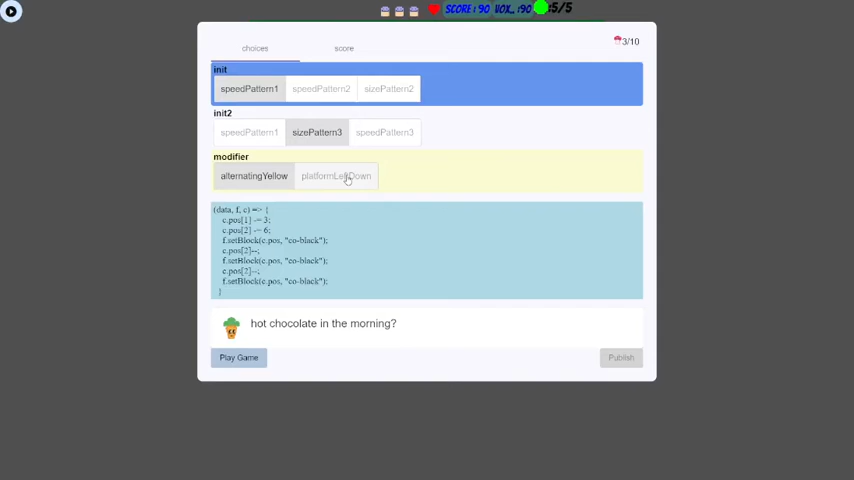 SCORE: 90 VOX_:90 5/5
choices score 3/10
init
speedPattern1 speedPattern2 sizePattern2
init2
speedPattern1 sizePattern3 speedPattern3
modifier
alternatingYellow platformLeftDown
(data, f, c) => {
c.pos[1] -= 3;
c.pos[2] -= 6;
f.setBlock(c.pos, "co-black");
c.pos[2]--;
f.setBlock(c.pos, "co-black");
c.pos[2]--;
f.setBlock(c.pos, "co-black");
}
hot chocolate in the morning?
Play Game Publish